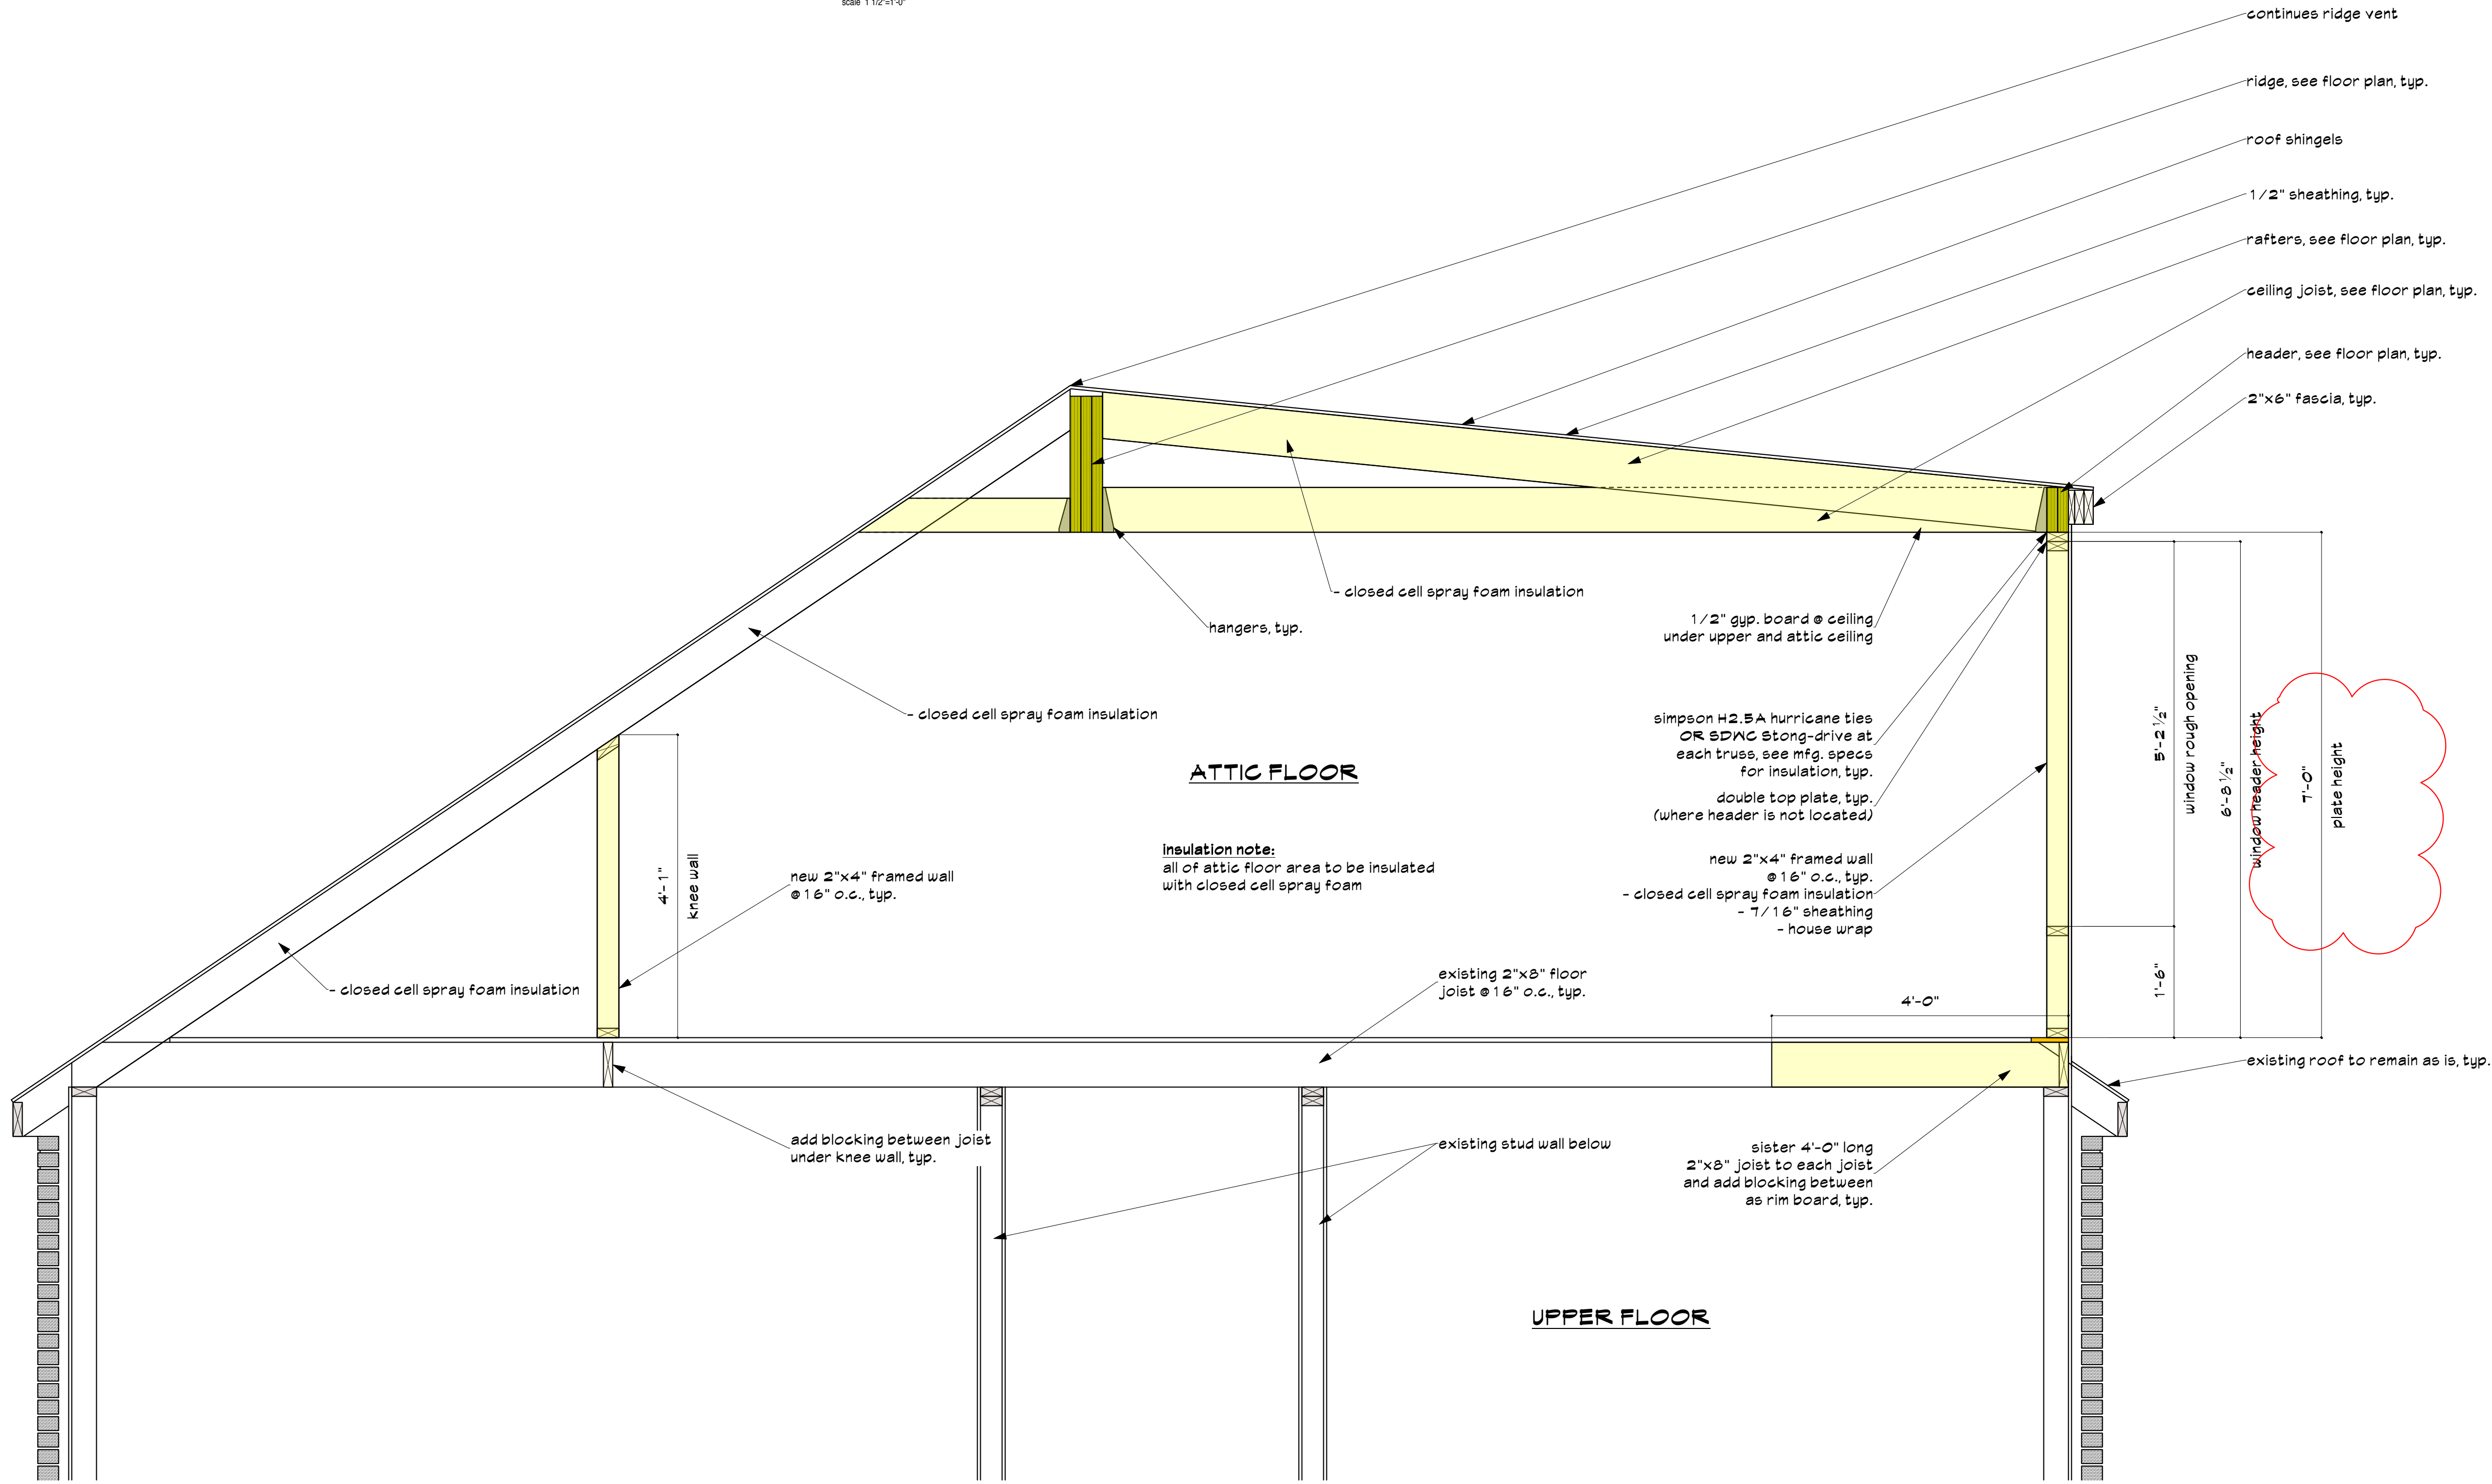 scale 1 1/2"=1'-0"
continues ridge vent
ridge, see floor plan, typ.
roof shingels
1/2" sheathing, typ.
rafters, see floor plan, typ.
ceiling joist, see floor plan, typ.
header, see floor plan, typ.
2"x6" fascia, typ.
- closed cell spray foam insulation
hangers, typ.
1/2" gyp. board @ ceiling
under upper and attic ceiling
- closed cell spray foam insulation
simpson H2.5A hurricane ties
OR SDWC Stong-drive at
each truss, see mfg. specs
for insulation, typ.
double top plate, typ.
(where header is not located)
ATTIC FLOOR
insulation note:
all of attic floor area to be insulated
with closed cell spray foam
new 2"x4" framed wall
@ 16" o.c., typ.
- closed cell spray foam insulation
- 7/16" sheathing
- house wrap
4'-1"
knee wall
new 2"x4" framed wall
@ 16" o.c., typ.
5'-2 1/2"
window rough opening
6'-8 1/2"
window header height
7'-0"
plate height
1'-6"
- closed cell spray foam insulation
existing 2"x8" floor
joist @ 16" o.c., typ.
4'-0"
existing roof to remain as is, typ.
add blocking between joist
under knee wall, typ.
existing stud wall below
sister 4'-0" long
2"x8" joist to each joist
and add blocking between
as rim board, typ.
UPPER FLOOR